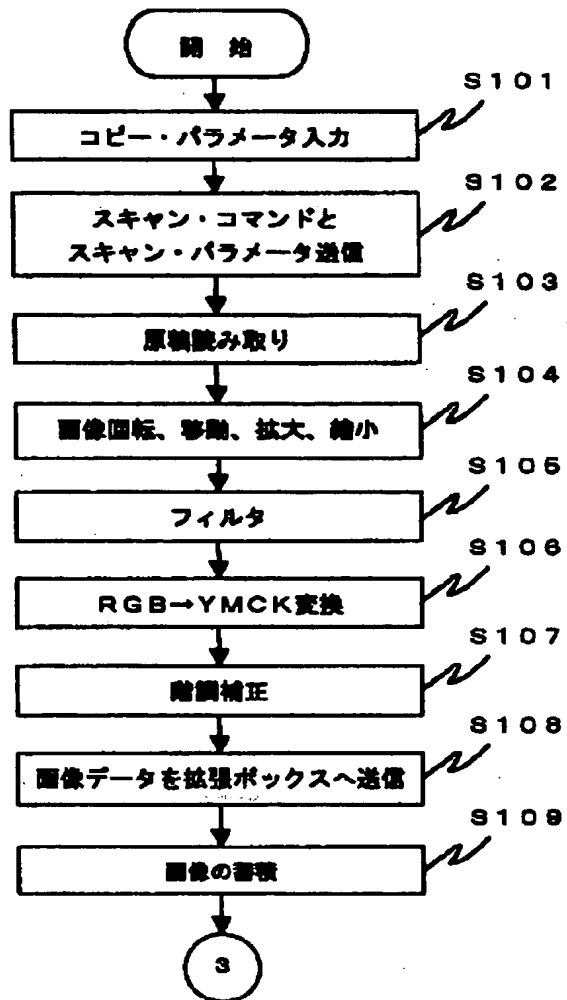 開 始
S101
コピー・パラメータ入力
S102
スキャン・コマンドと
スキャン・パラメータ送信
S103
原稿読み取り
S104
画像回転、移動、拡大、縮小
S105
フィルタ
S106
RGB→YMCK変換
S107
階調補正
S108
画像データを拡張ボックスへ送信
S109
画像の蓄積
3